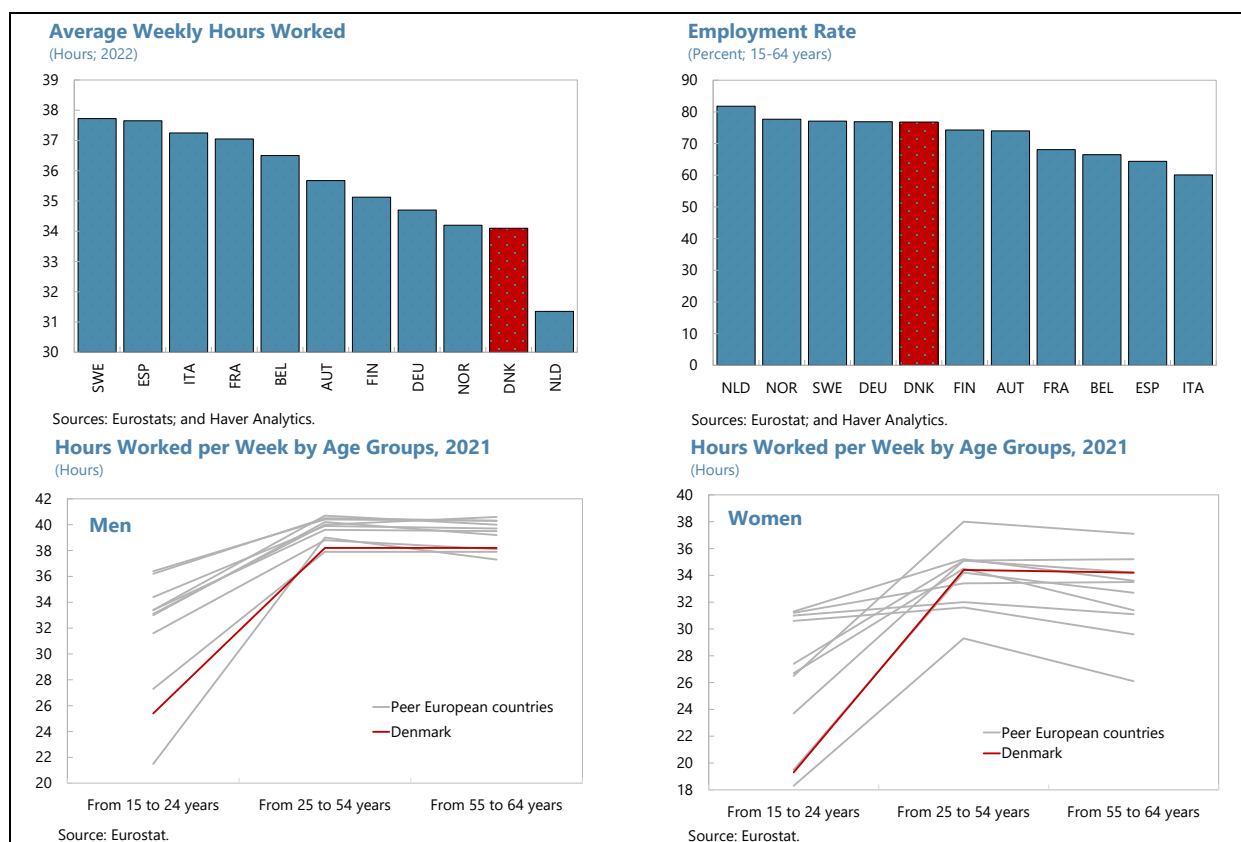 Average Weekly Hours Worked
(Hours; 2022)
39
38
37
36
35
34
33
32
31
30
SWE
ESP
ITA
FRA
BEL
AUT
FIN
DEU
NOR
DNK
NLD
Sources: Eurostats; and Haver Analytics.
Employment Rate
(Percent; 15-64 years)
90
80
70
60
50
40
30
20
10
0
NLD NOR SWE DEU DNK FIN AUT FRA BEL ESP ITA
Sources: Eurostat; and Haver Analytics.
Hours Worked per Week by Age Groups, 2021
(Hours)
42
40
38
36
34
32
30
28
26
24
22
20
Men
Peer European countries
Denmark
From 15 to 24 years From 25 to 54 years From 55 to 64 years
Source: Eurostat.
Hours Worked per Week by Age Groups, 2021
(Hours)
40
38
36
34
32
30
28
26
24
22
20
18
Women
Peer European countries
Denmark
From 15 to 24 years From 25 to 54 years From 55 to 64 years
Source: Eurostat.